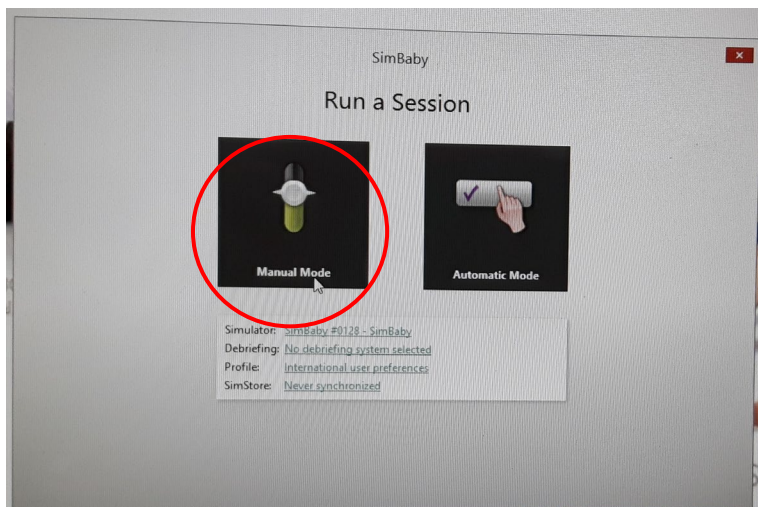 SimBaby
Run a Session
Manual Mode
Automatic Mode
Simulator: SimBaby #0128 - SimBaby
Debriefing: No debriefing system selected
Profile: International user preferences
SimStore: Never synchronized